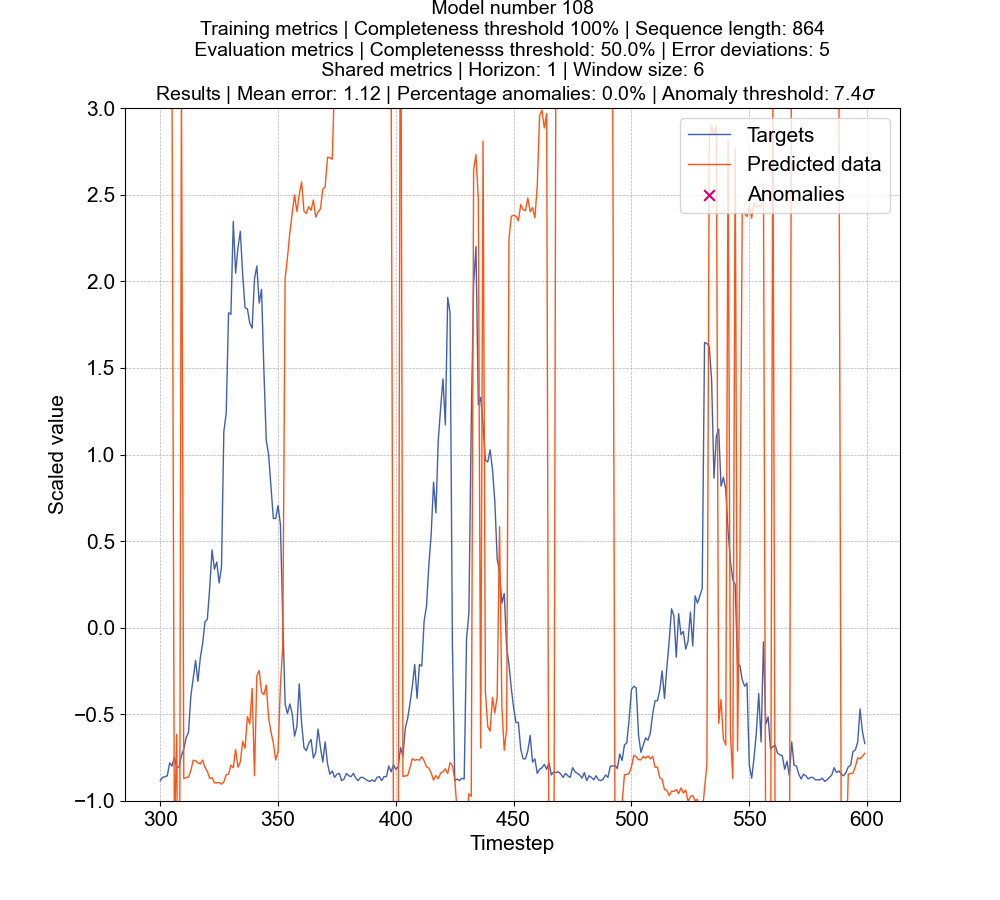 Model number 108
Training metrics | Completeness threshold 100% | Sequence length: 864
Evaluation metrics | Completenesss threshold: 50.0% | Error deviations: 5
Shared metrics | Horizon: 1 | Window size: 6
Results | Mean error: 1.12 | Percentage anomalies: 0.0% | Anomaly threshold: 7.4σ
3.0
2.5
2.0
1.5
1.0
0.5
0.0
−0.5
−1.0
Scaled value
Targets
Predicted data
Anomalies
300 350 400 450 500 550 600
Timestep